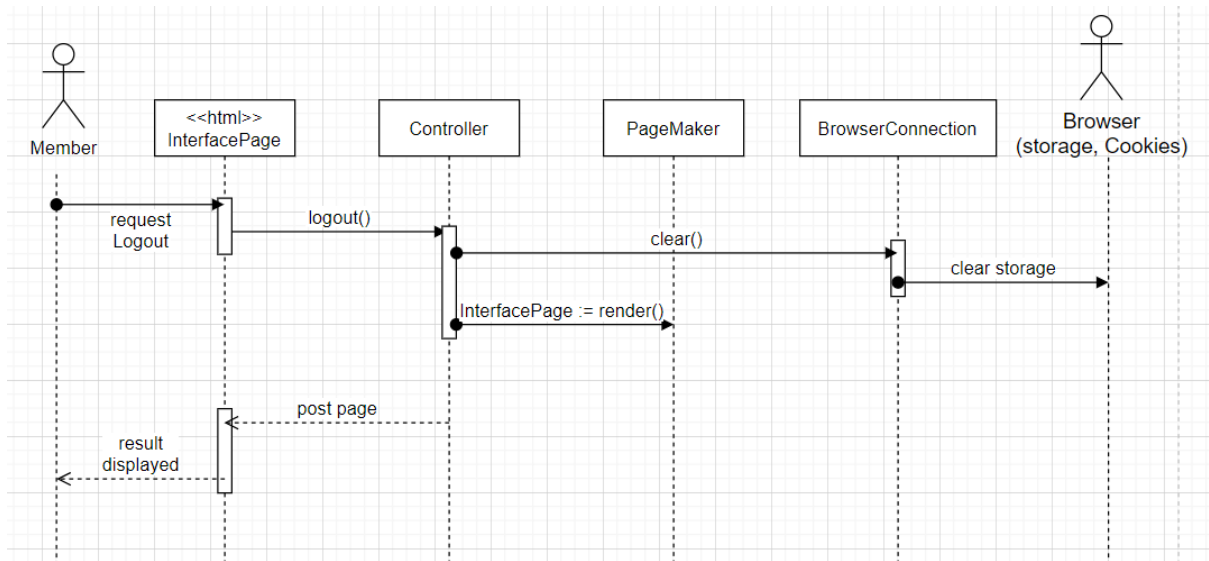 <<html>>
InterfacePage
Controller
PageMaker
BrowserConnection
Browser
(storage, Cookies)
Member
request
Logout
logout()
clear()
clear storage
InterfacePage := render()
post page
result
displayed